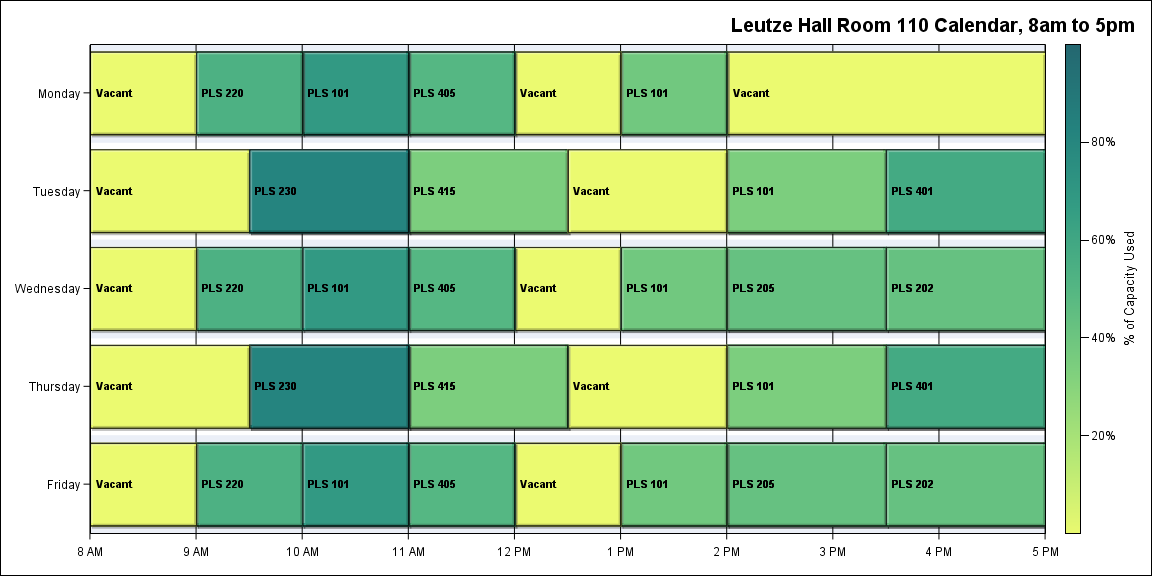 Leutze Hall Room 110 Calendar, 8am to 5pm
Monday
Vacant
PLS 220
PLS 101
PLS 405
Vacant
PLS 101
Vacant
Tuesday
Vacant
PLS 230
PLS 415
Vacant
PLS 101
PLS 401
Wednesday
Vacant
PLS 220
PLS 101
PLS 405
Vacant
PLS 101
PLS 205
PLS 202
Thursday
Vacant
PLS 230
PLS 415
Vacant
PLS 101
PLS 401
Friday
Vacant
PLS 220
PLS 101
PLS 405
Vacant
PLS 101
PLS 205
PLS 202
8 AM
9 AM
10 AM
11 AM
12 PM
1 PM
2 PM
3 PM
4 PM
5 PM
80%
60%
40%
20%
% of Capacity Used